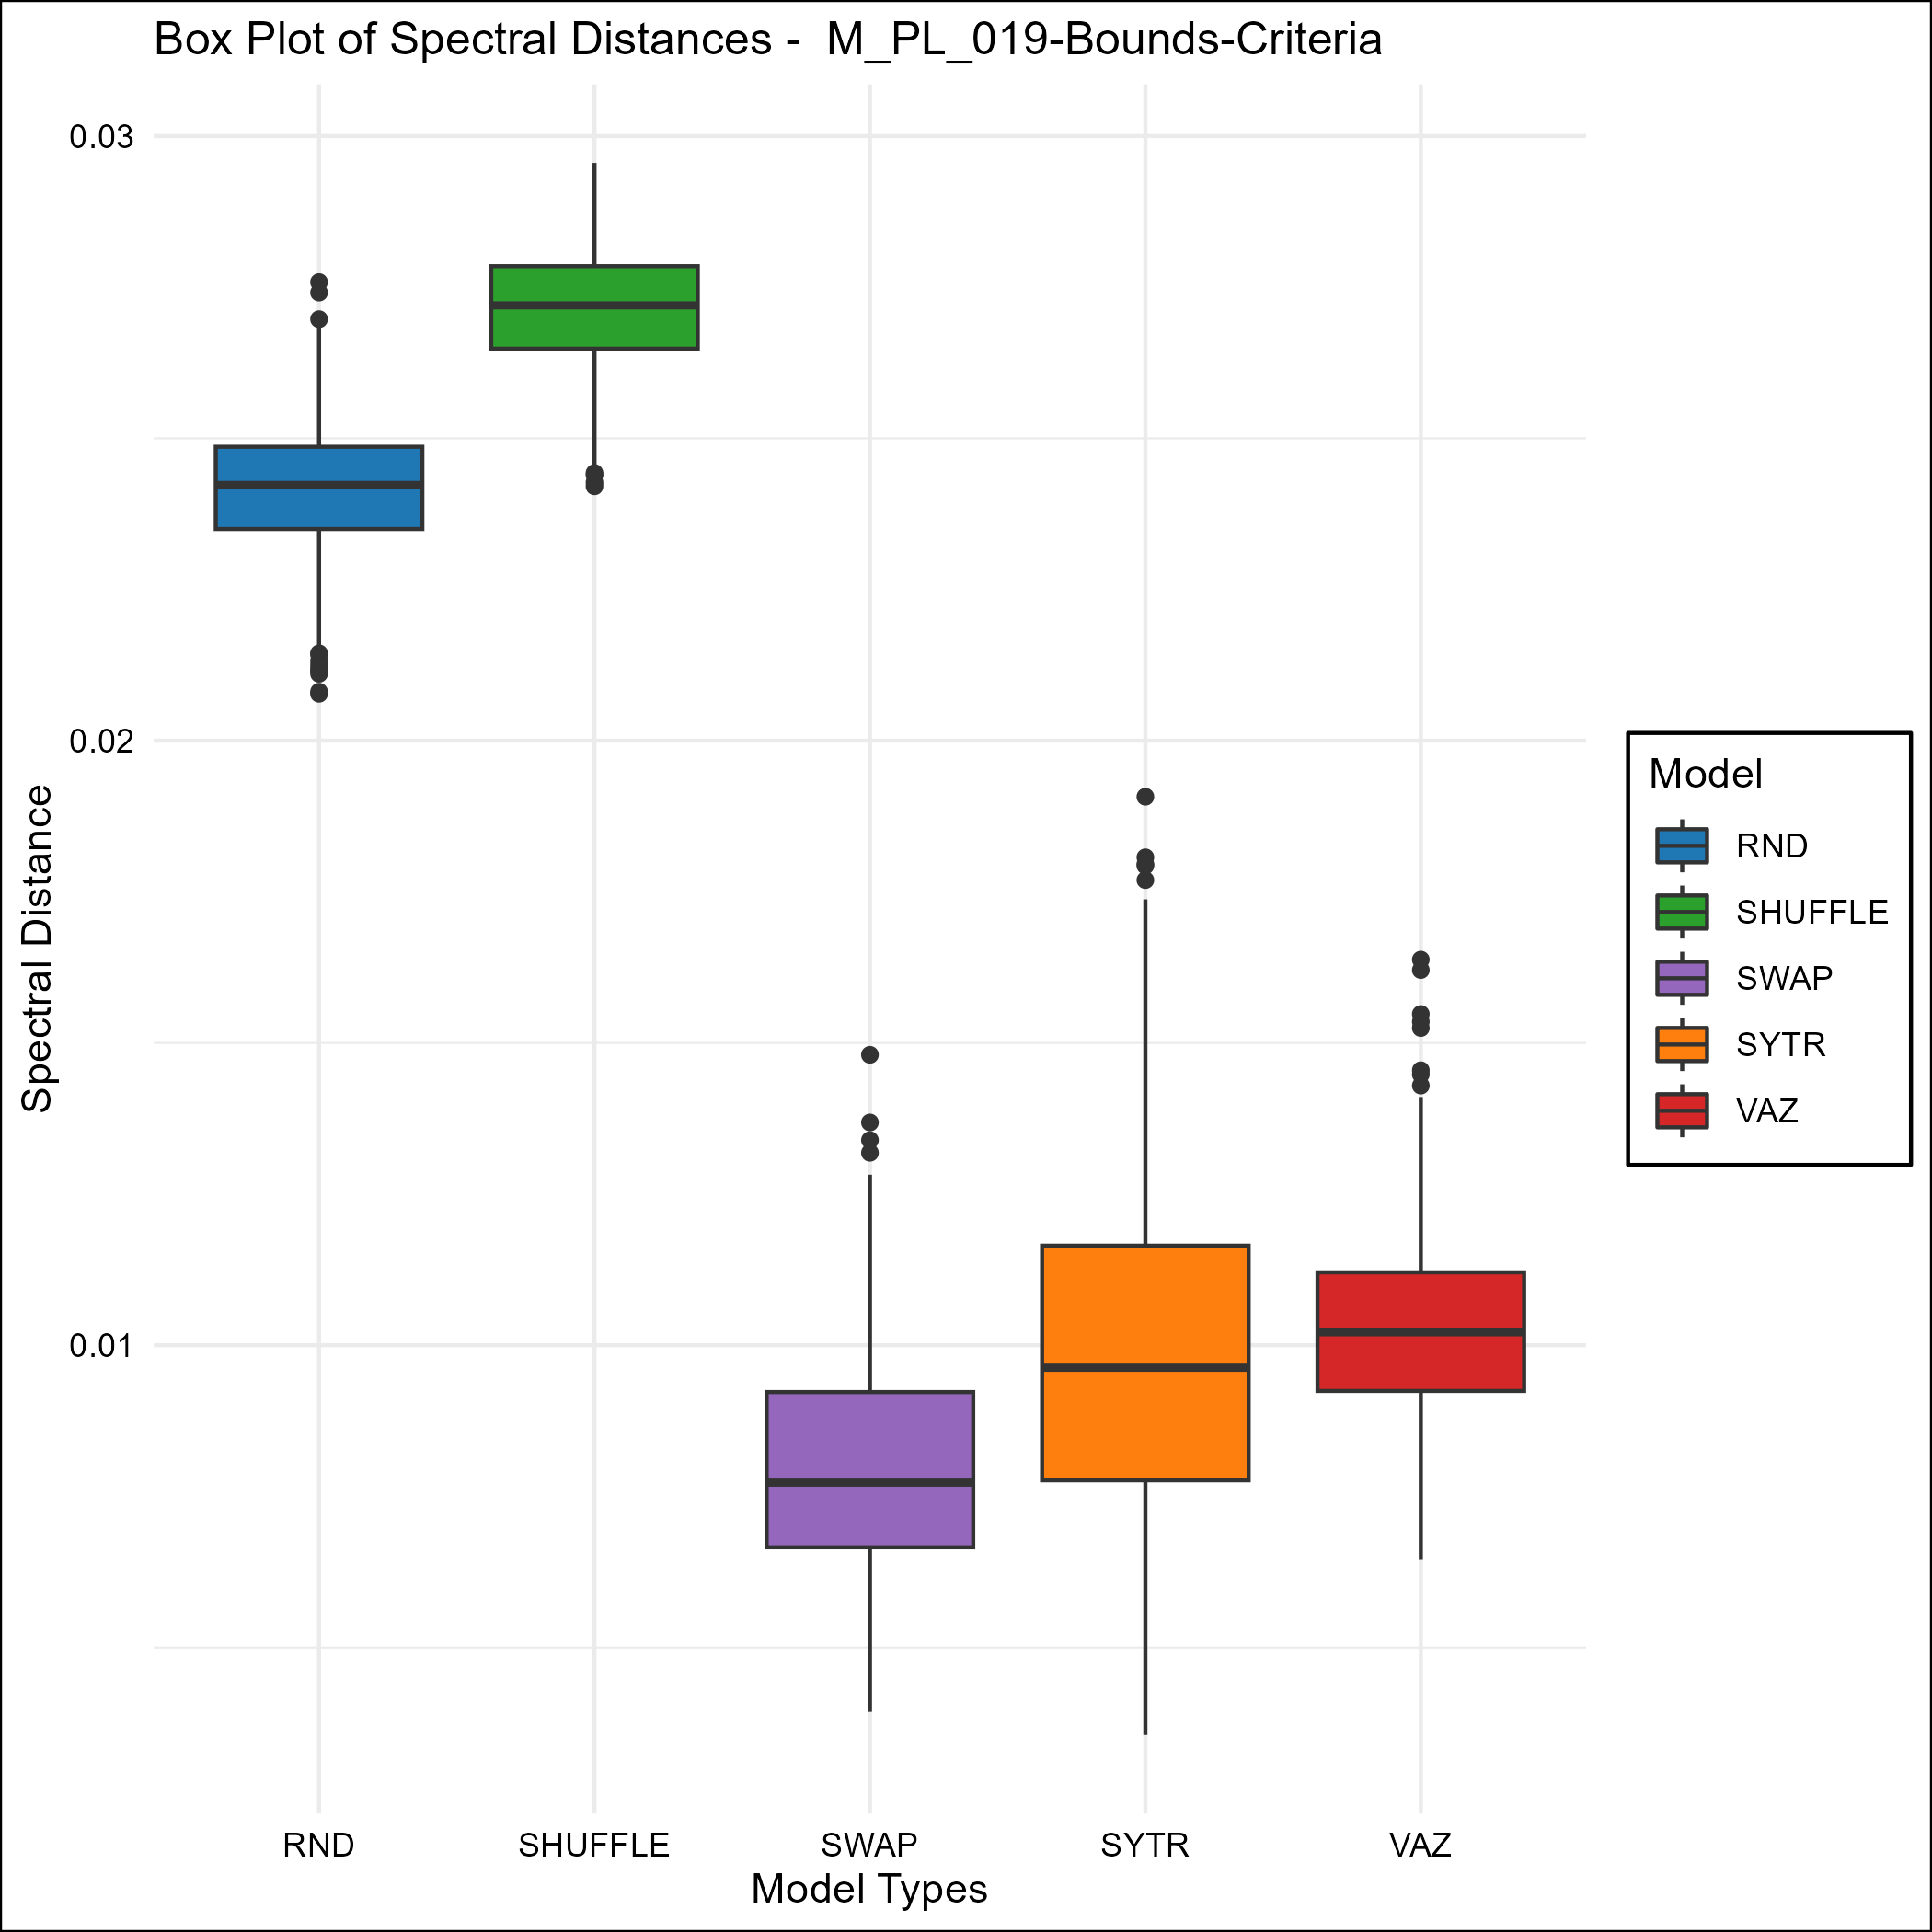 Box Plot of Spectral Distances -  M_PL_019-Bounds-Criteria
0.03
0.02
0.01
Spectral Distance
RND
SHUFFLE
SWAP
SYTR
VAZ
Model Types
Model
RND
SHUFFLE
SWAP
SYTR
VAZ